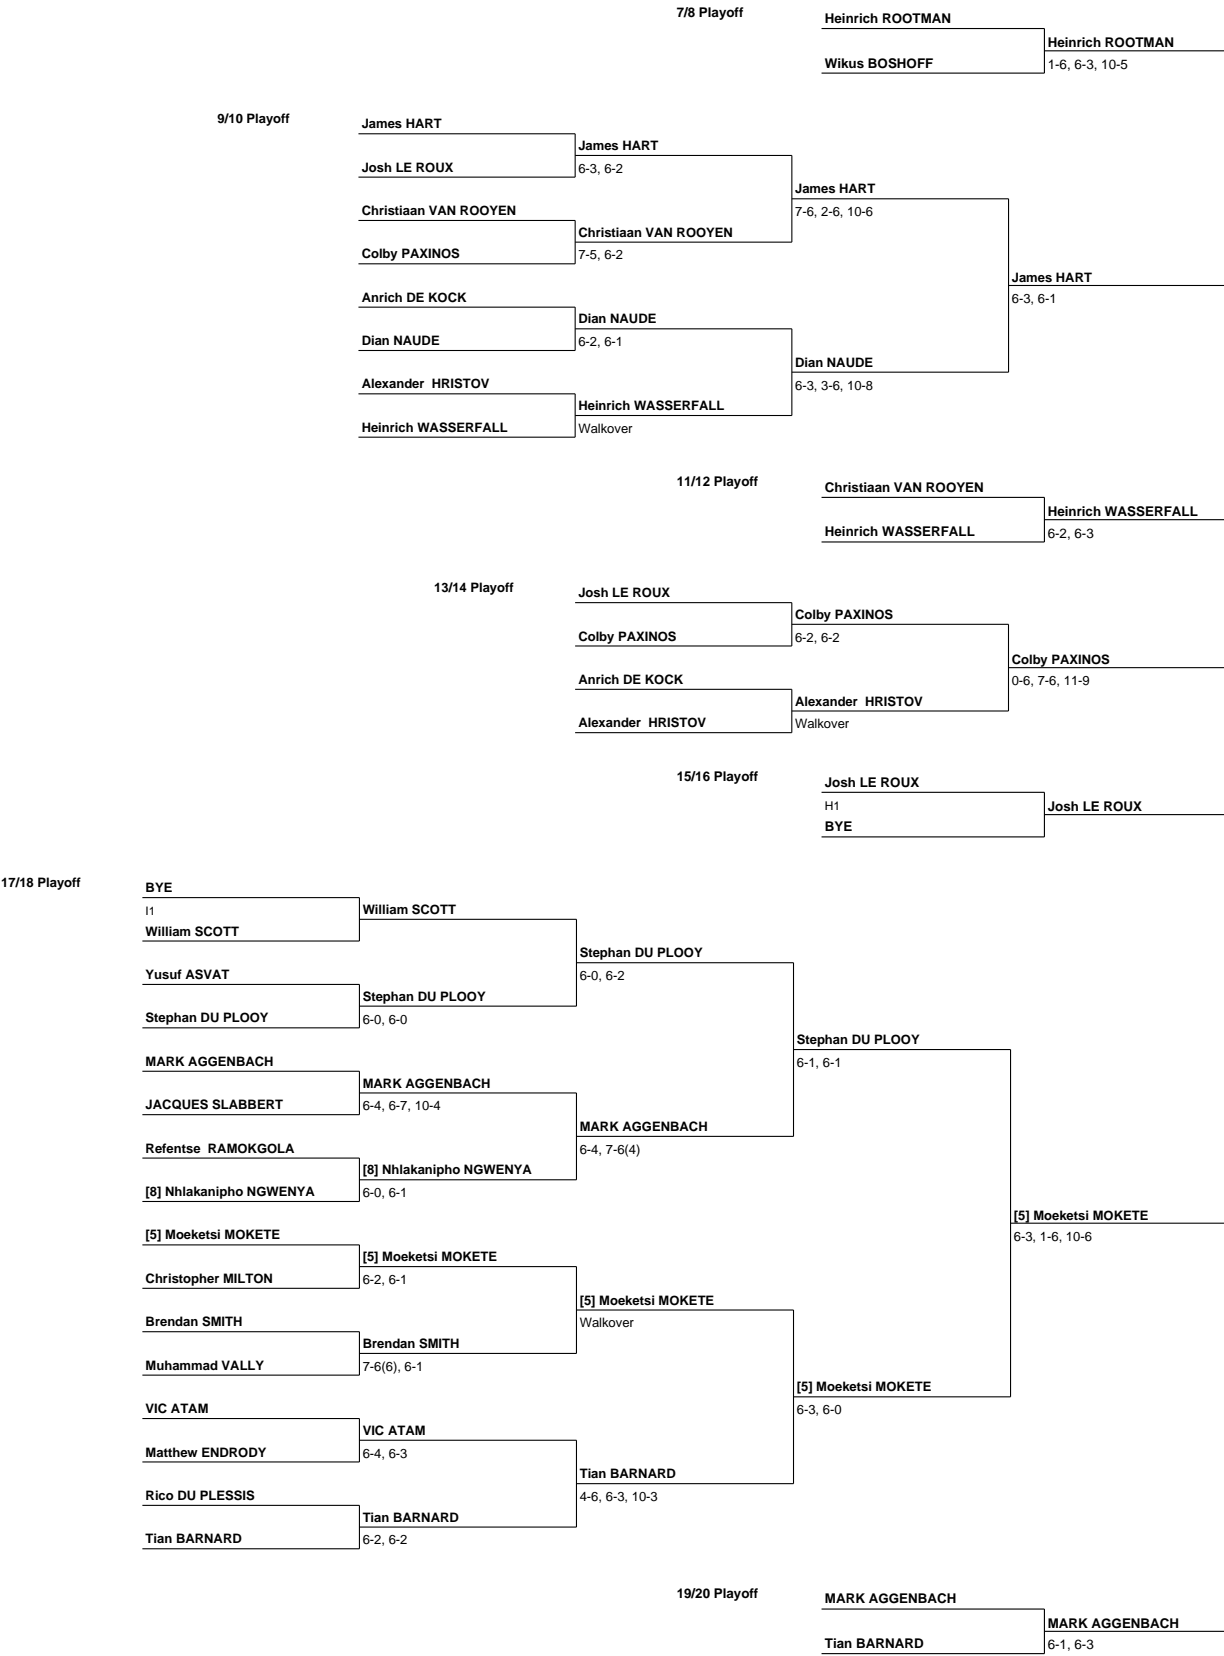 7/8 Playoff
Heinrich ROOTMAN
Heinrich ROOTMAN
Wikus BOSHOFF
1-6, 6-3, 10-5
9/10 Playoff
James HART
James HART
Josh LE ROUX
6-3, 6-2
James HART
Christiaan VAN ROOYEN
7-6, 2-6, 10-6
Christiaan VAN ROOYEN
Colby PAXINOS
7-5, 6-2
James HART
Anrich DE KOCK
6-3, 6-1
Dian NAUDE
Dian NAUDE
6-2, 6-1
Dian NAUDE
Alexander  HRISTOV
6-3, 3-6, 10-8
Heinrich WASSERFALL
Heinrich WASSERFALL
Walkover
11/12 Playoff
Christiaan VAN ROOYEN
Heinrich WASSERFALL
Heinrich WASSERFALL
6-2, 6-3
13/14 Playoff
Josh LE ROUX
Colby PAXINOS
Colby PAXINOS
6-2, 6-2
Colby PAXINOS
Anrich DE KOCK
0-6, 7-6, 11-9
Alexander  HRISTOV
Alexander  HRISTOV
Walkover
15/16 Playoff
Josh LE ROUX
H1
Josh LE ROUX
BYE
17/18 Playoff
BYE
I1
William SCOTT
William SCOTT
Stephan DU PLOOY
Yusuf ASVAT
6-0, 6-2
Stephan DU PLOOY
Stephan DU PLOOY
6-0, 6-0
Stephan DU PLOOY
MARK AGGENBACH
6-1, 6-1
MARK AGGENBACH
JACQUES SLABBERT
6-4, 6-7, 10-4
MARK AGGENBACH
Refentse  RAMOKGOLA
6-4, 7-6(4)
[8] Nhlakanipho NGWENYA
[8] Nhlakanipho NGWENYA
6-0, 6-1
[5] Moeketsi MOKETE
[5] Moeketsi MOKETE
6-3, 1-6, 10-6
[5] Moeketsi MOKETE
Christopher MILTON
6-2, 6-1
[5] Moeketsi MOKETE
Brendan SMITH
Walkover
Brendan SMITH
Muhammad VALLY
7-6(6), 6-1
[5] Moeketsi MOKETE
VIC ATAM
6-3, 6-0
VIC ATAM
Matthew ENDRODY
6-4, 6-3
Tian BARNARD
Rico DU PLESSIS
4-6, 6-3, 10-3
Tian BARNARD
Tian BARNARD
6-2, 6-2
19/20 Playoff
MARK AGGENBACH
MARK AGGENBACH
Tian BARNARD
6-1, 6-3